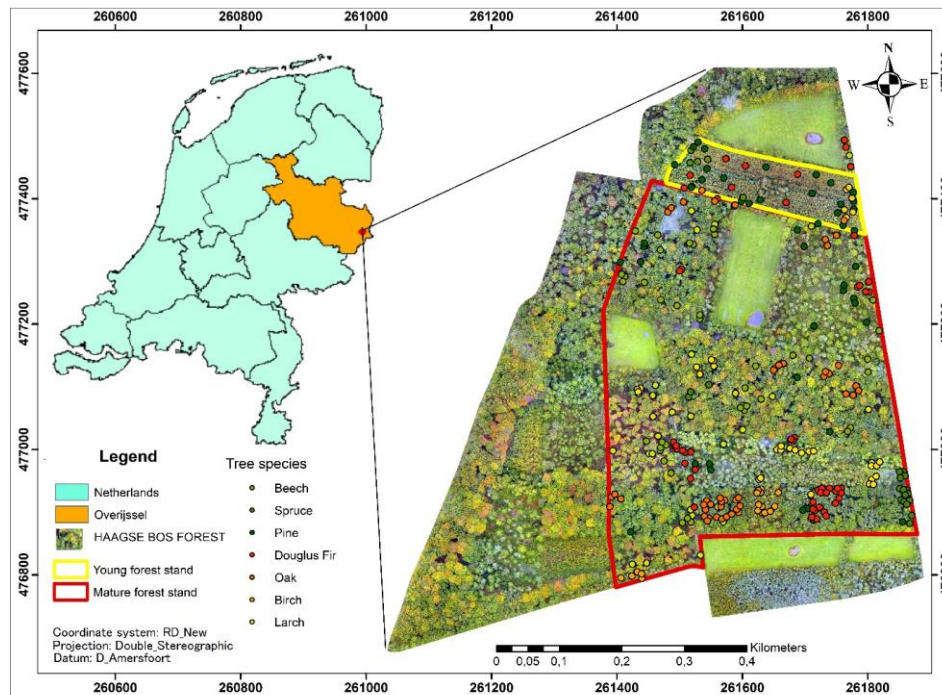 260600 260800 261000 261200 261400 261600 261800
477600
477400
477200
477000
476800
N
W E
S
Legend
Netherlands
Overijssel
HAAGSE BOS FOREST
Young forest stand
Mature forest stand
Tree species
Beech
Spruce
Pine
Douglus Fir
Oak
Birch
Larch
Coordinate system: RD_New
Projection: Double_Stereographic
Datum: D_Amersfoort
Kilometers
0 0,05 0,1 0,2 0,3 0,4
260600 260800 261000 261200 261400 261600 261800